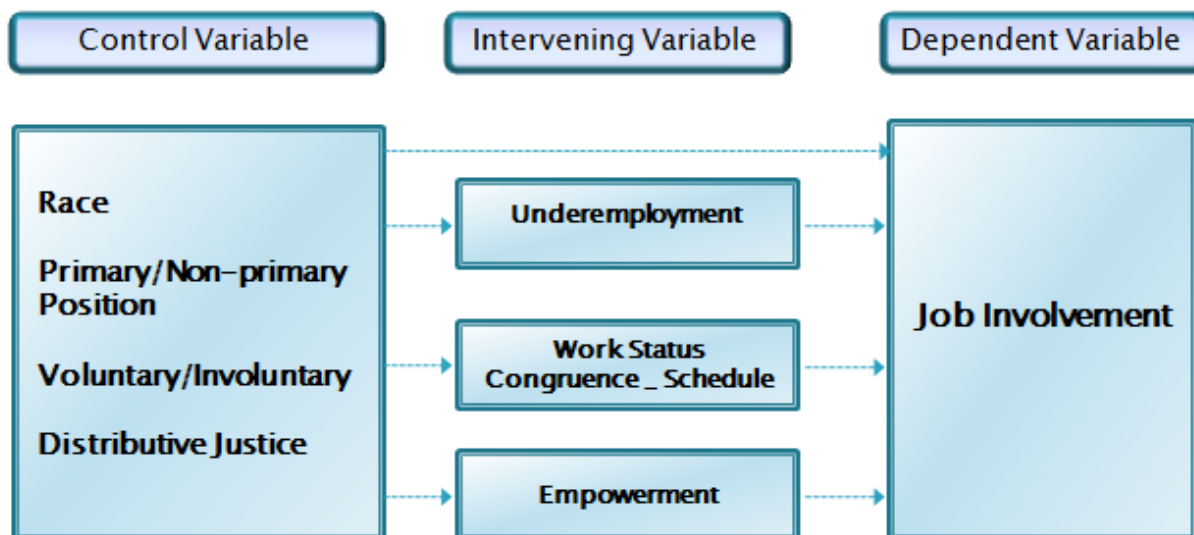 Control Variable
Intervening Variable
Dependent Variable
Race
Primary/Non-primary
Position
Voluntary/Involuntary
Distributive Justice
Underemployment
Work Status
Congruence _ Schedule
Empowerment
Job Involvement